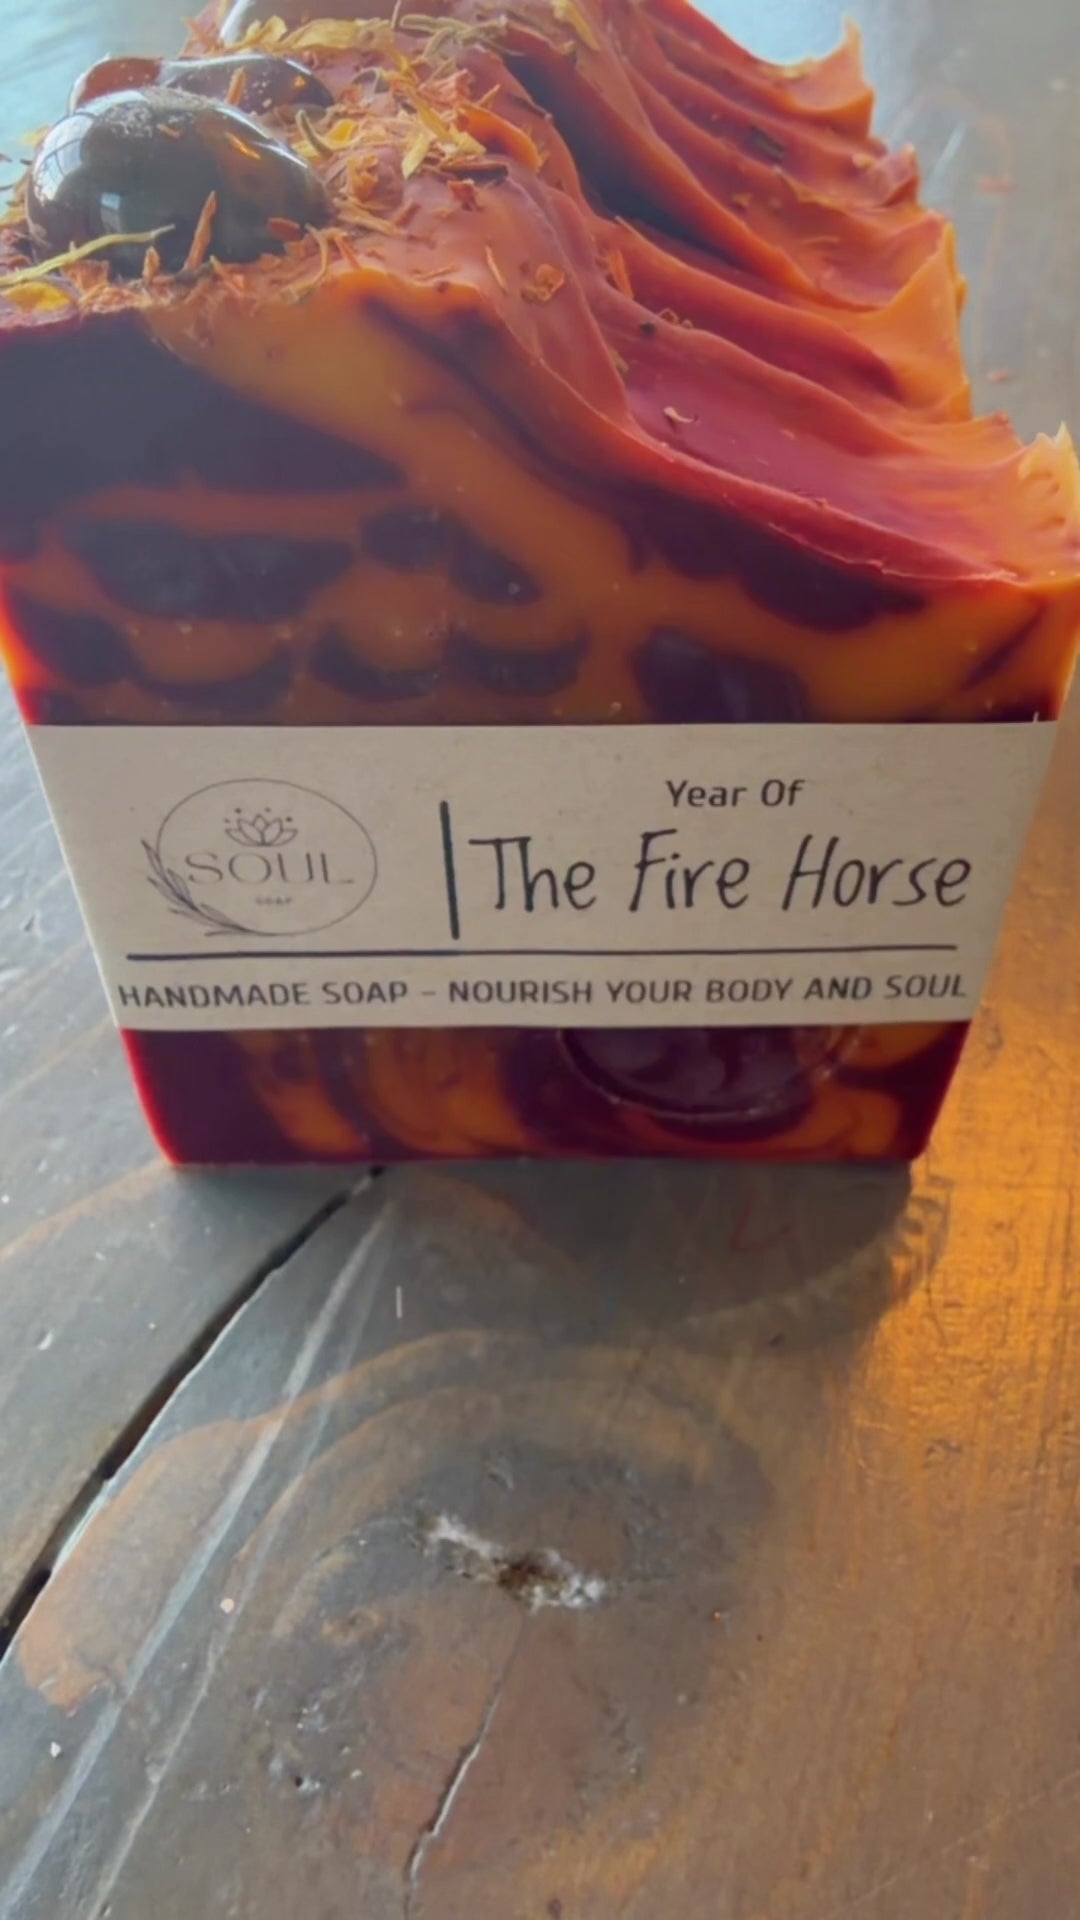 SOUL
SOAP
Year Of
The Fire Horse
HANDMADE SOAP – NOURISH YOUR BODY AND SOUL